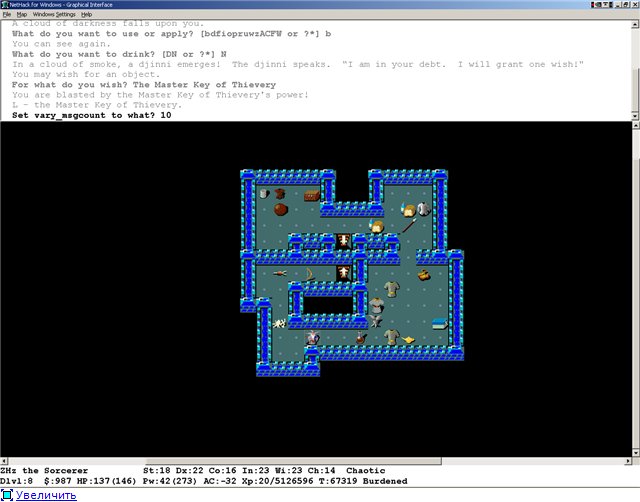 NetHack for Windows - Graphical Interface
File Map Window Settings Help
A cloud of darkness falls upon you.
What do you want to use or apply? [bdfiopruwzACFW or ?*] b
You can see again.
What do you want to drink? [DN or ?*] N
In a cloud of smoke, a djinni emerges! The djinni speaks. “I am in your debt. I will grant one wish!”
You may wish for an object.
For what do you wish? The Master Key of Thievery
You are blasted by the Master Key of Thievery's power!
L - the Master Key of Thievery.
Set vary_msgcount to what? 10
ZHz the Sorcerer St:18 Dx:22 Co:16 In:23 Wi:23 Ch:14 Chaotic
Dlvl:8 $:987 HP:137(146) Pw:42(273) AC:-32 Xp:20/5126596 T:67319 Burdened
Увеличить